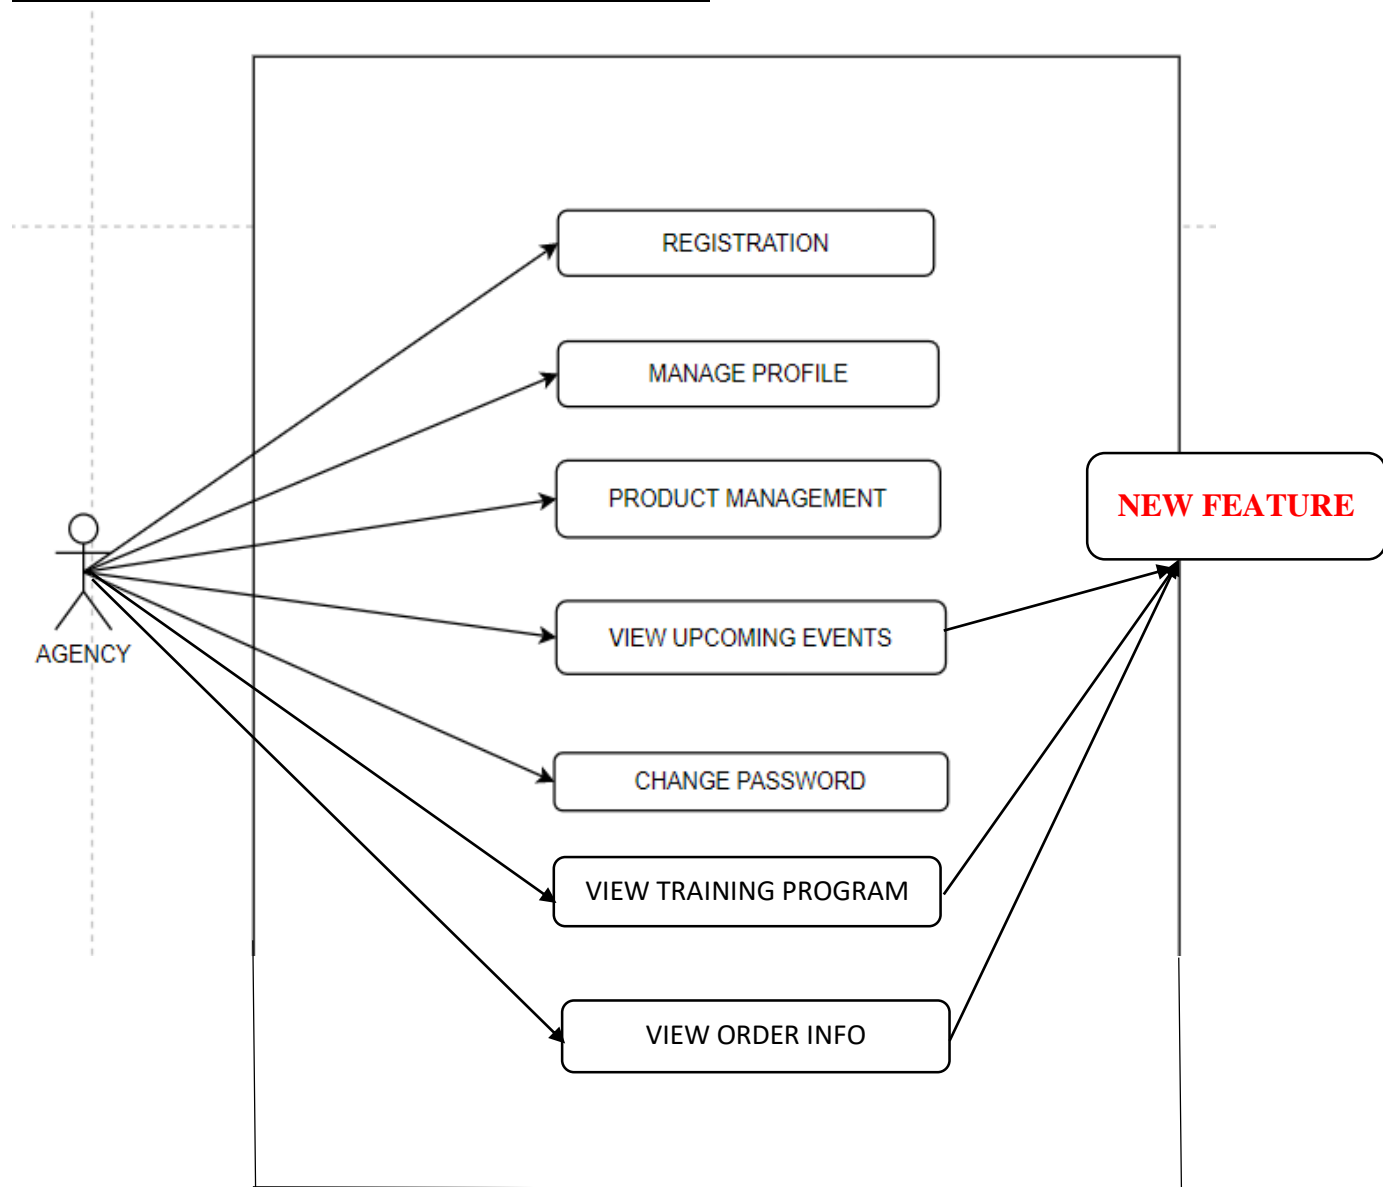 REGISTRATION
MANAGE PROFILE
PRODUCT MANAGEMENT
NEW FEATURE
VIEW UPCOMING EVENTS
AGENCY
CHANGE PASSWORD
VIEW TRAINING PROGRAM
VIEW ORDER INFO